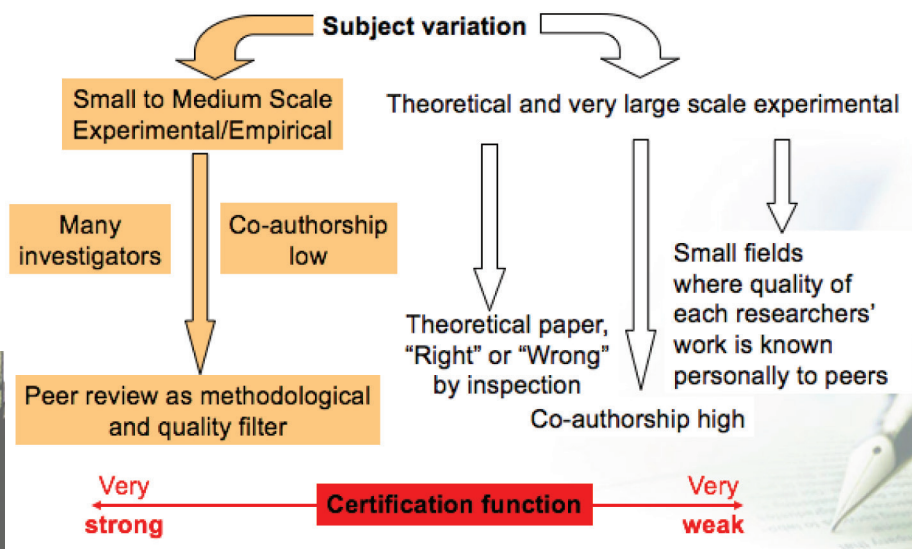 Subject variation
Small to Medium Scale
Experimental/Empirical
Theoretical and very large scale experimental
Many
investigators
Co-authorship
low
Small fields
where quality of
each researchers'
work is known
personally to peers
Theoretical paper,
“Right” or “Wrong”
by inspection
Peer review as methodological
and quality filter
Co-authorship high
Very
strong
Certification function
Very
weak